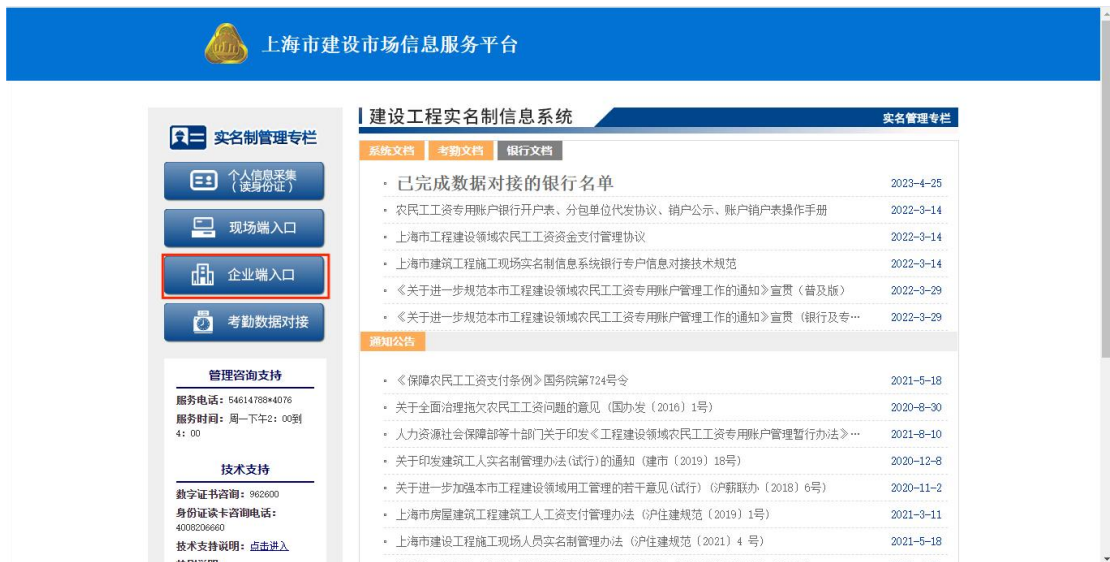 上海市建设市场信息服务平台
实名制管理专栏
个人信息采集
（读身份证）
现场端入口
企业端入口
考勤数据对接
管理咨询支持
服务电话：54614788*4076
服务时间：周一下午2：00到
4：00
技术支持
数字证书咨询：962600
身份证读卡咨询电话：
4008206660
技术支持说明：点击进入
建设工程实名制信息系统
实名管理专栏
系统文档 考勤文档 银行文档
已完成数据对接的银行名单 2023-4-25
农民工工资专用账户银行开户表、分包单位代发协议、销户公示、账户销户表操作手册 2022-3-14
上海市工程建设领域农民工工资资金支付管理协议 2022-3-14
上海市建筑工程施工现场实名制信息系统银行专户信息对接技术规范 2022-3-14
《关于进一步规范本市工程建设领域农民工工资专用账户管理工作的通知》宣贯（普及版） 2022-3-29
《关于进一步规范本市工程建设领域农民工工资专用账户管理工作的通知》宣贯（银行及专… 2022-3-29
通知公告
《保障农民工工资支付条例》国务院第724号令 2021-5-18
关于全面治理拖欠农民工工资问题的意见（国办发〔2016〕1号） 2020-8-30
人力资源社会保障部等十部门关于印发《工程建设领域农民工工资专用账户管理暂行办法》… 2021-8-10
关于印发建筑工人实名制管理办法(试行)的通知（建市〔2019〕18号） 2020-12-8
关于进一步加强本市工程建设领域用工管理的若干意见(试行)（沪薪联办〔2018〕6号） 2020-11-2
上海市房屋建筑工程建筑工人工资支付管理办法（沪住建规范〔2019〕1号） 2021-3-11
上海市建设工程施工现场人员实名制管理办法（沪住建规范〔2021〕4 号） 2021-5-18